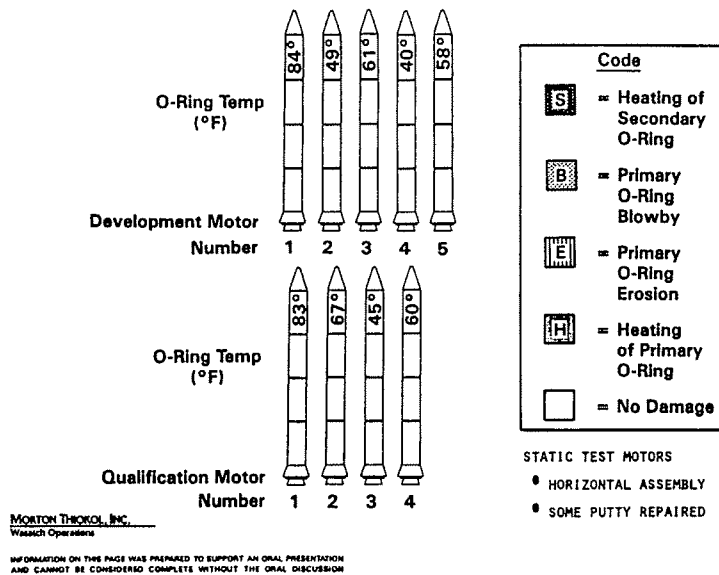 84° 49° 61° 40° 58°
O-Ring Temp
(°F)
Development Motor
Number 1 2 3 4 5
83° 67° 45° 60°
O-Ring Temp
(°F)
Qualification Motor
Number 1 2 3 4
Code
S = Heating of
Secondary
O-Ring
B = Primary
O-Ring
Blowby
E = Primary
O-Ring
Erosion
H = Heating
of Primary
O-Ring
= No Damage
STATIC TEST MOTORS
• HORIZONTAL ASSEMBLY
• SOME PUTTY REPAIRED
MORTON THIOKOL, INC.
Wasatch Operations
INFORMATION ON THIS PAGE WAS PREPARED TO SUPPORT AN ORAL PRESENTATION
AND CANNOT BE CONSIDERED COMPLETE WITHOUT THE ORAL DISCUSSION